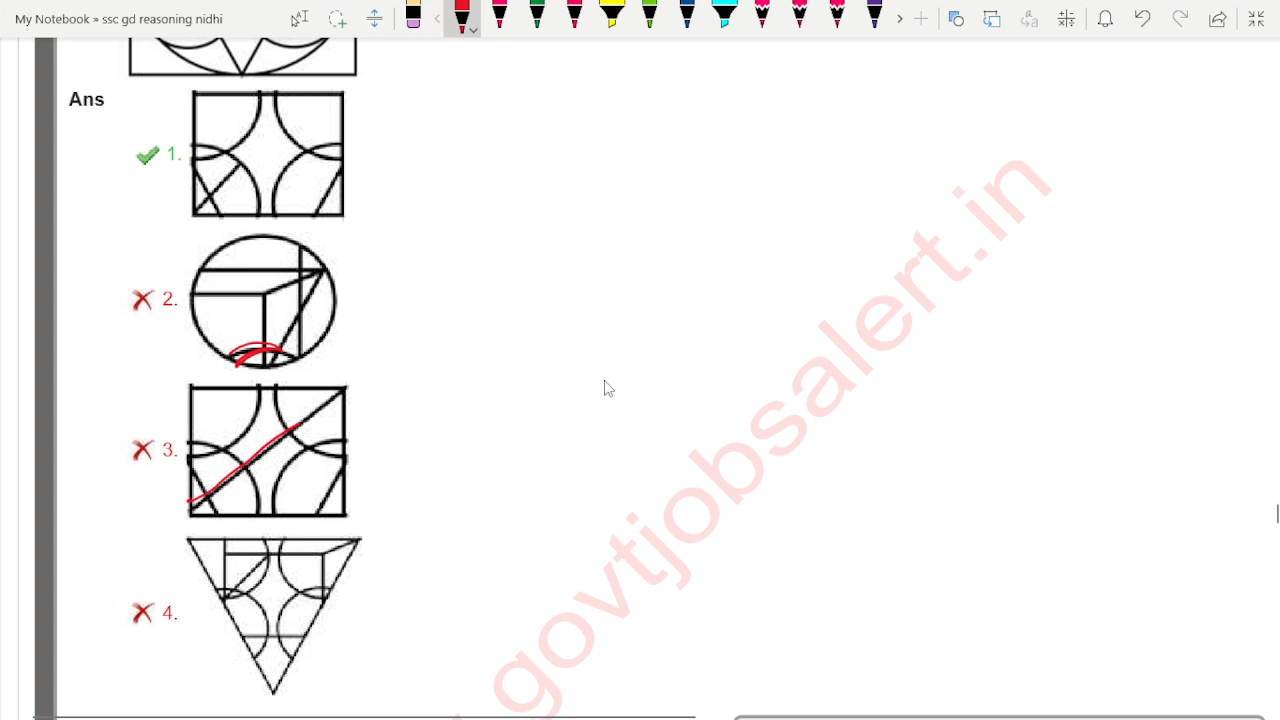 My Notebook » ssc gd reasoning nidhi
Ans
1.
2.
3.
4.
govtjobsalert.in